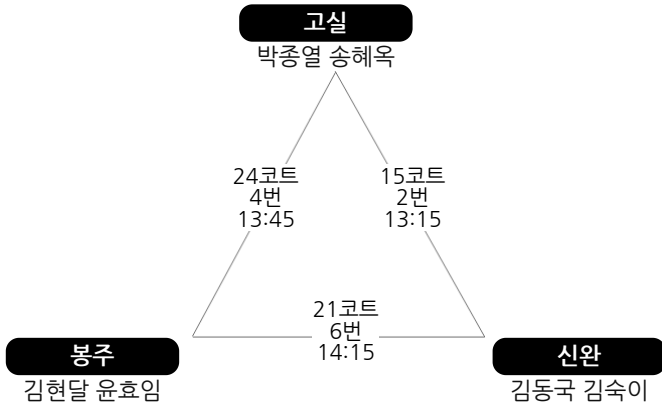 고실
박종열 송혜옥
24코트
4번
13:45
15코트
2번
13:15
21코트
6번
14:15
봉주
김현달 윤효임
신완
김동국 김숙이